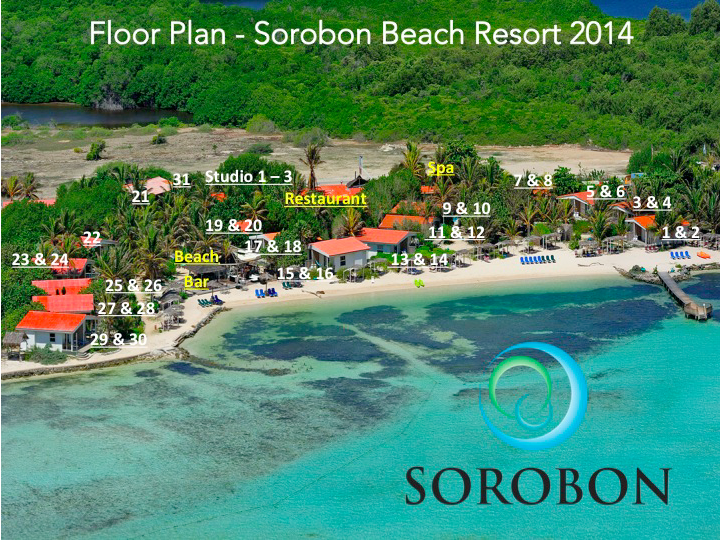 Floor Plan - Sorobon Beach Resort 2014
31
Studio 1 – 3
Spa
7 & 8
21
Restaurant
5 & 6
3 & 4
9 & 10
19 & 20
11 & 12
1 & 2
22
17 & 18
23 & 24
Beach
Bar
13 & 14
15 & 16
25 & 26
27 & 28
29 & 30
SOROBON